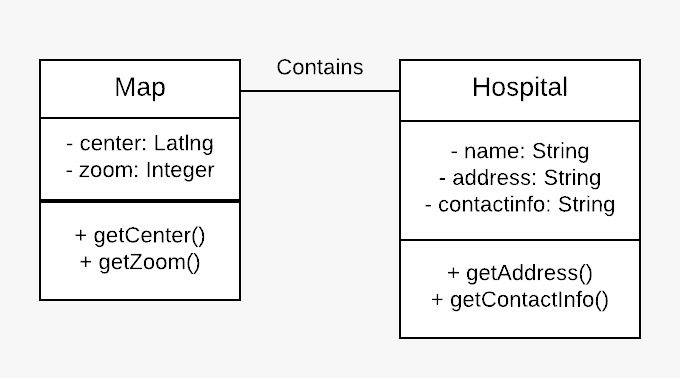 Contains
Map
- center: Latlng
- zoom: Integer
+ getCenter()
+ getZoom()
Hospital
- name: String
- address: String
- contactinfo: String
+ getAddress()
+ getContactInfo()